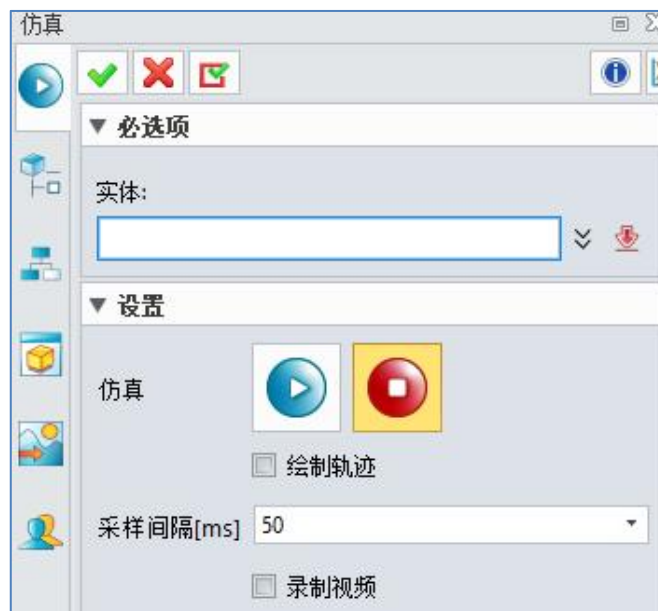 仿真
▼ 必选项
实体:
▼ 设置
仿真
绘制轨迹
采样间隔[ms] 50
录制视频